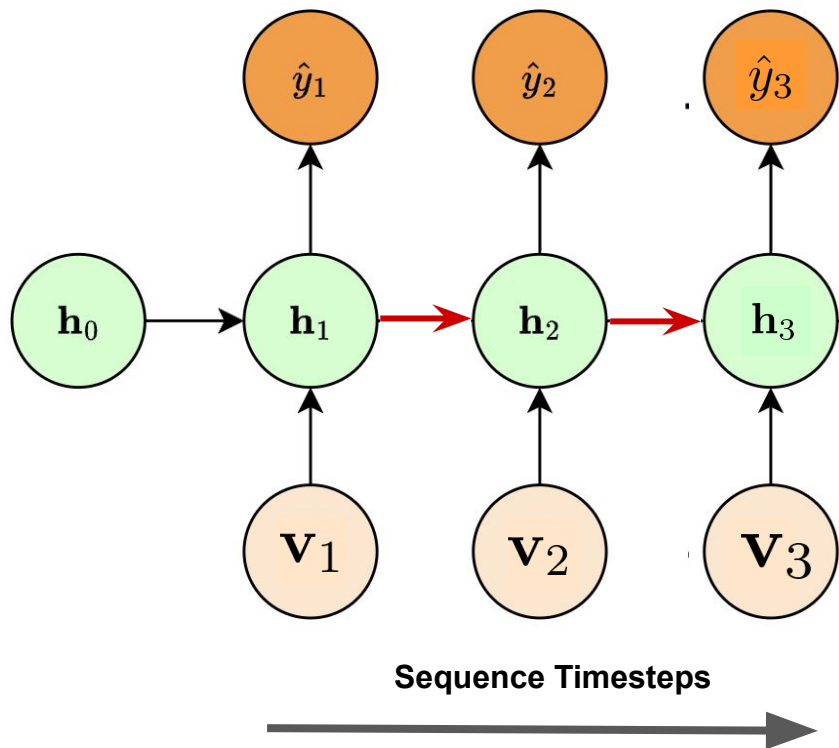 ŷ₁ ŷ₂ ŷ₃
h₀ h₁ h₂ h₃
v₁ v₂ v₃
Sequence Timesteps